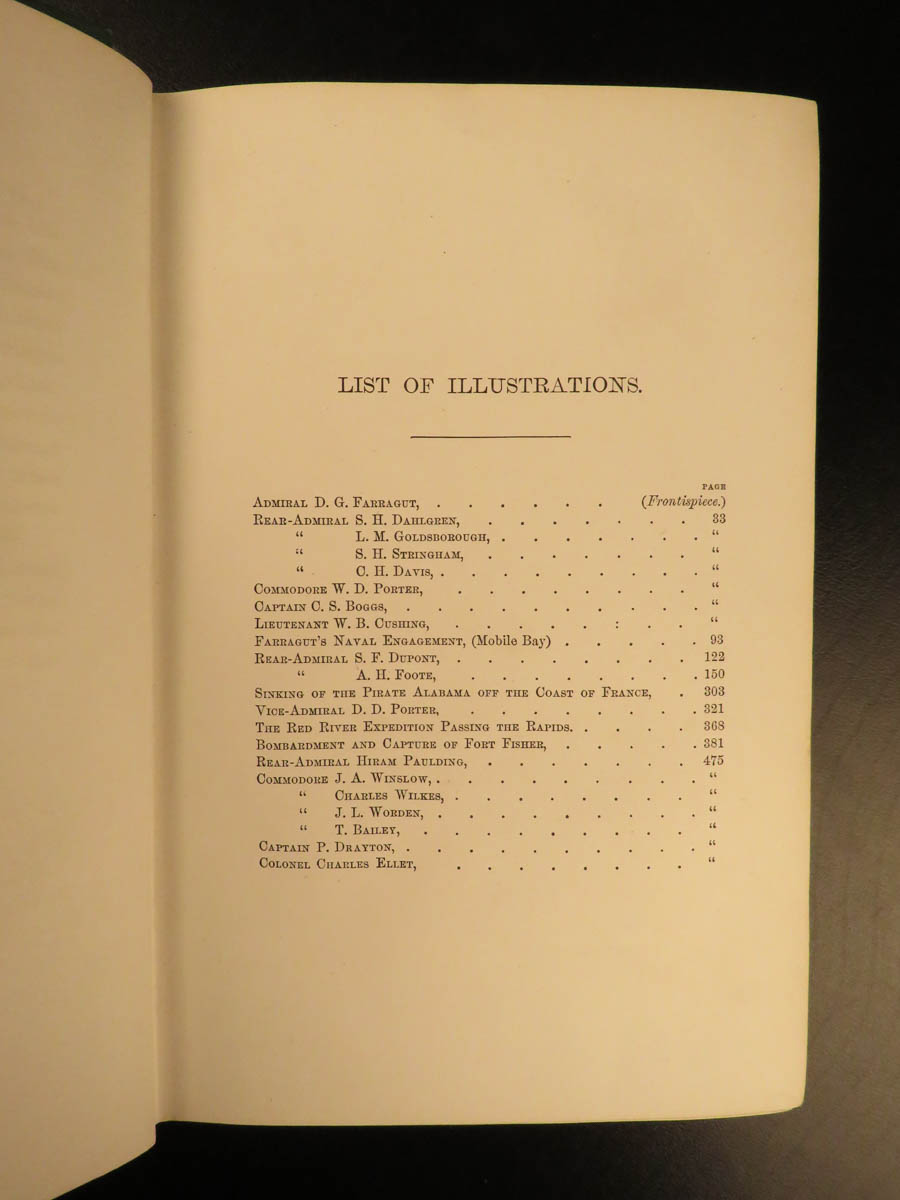 LIST OF ILLUSTRATIONS.
PAGE
ADMIRAL D. G. FARRAGUT, . . . . . . (Frontispiece.)
REAR-ADMIRAL S. H. DAHLGREN, . . . . . . . 33
“ L. M. GOLDSBOROUGH, . . . . . . . “
“ S. H. STRINGHAM, . . . . . . . “
“ C. H. DAVIS, . . . . . . . . . “
COMMODORE W. D. PORTER, . . . . . . . . “
CAPTAIN C. S. BOGGS, . . . . . . . . . . “
LIEUTENANT W. B. CUSHING, . . . . . : . . “
FARRAGUT'S NAVAL ENGAGEMENT, (Mobile Bay) . . . . . 93
REAR-ADMIRAL S. F. DUPONT, . . . . . . . . 122
“ A. H. FOOTE, . . . . . . . . 150
SINKING OF THE PIRATE ALABAMA OFF THE COAST OF FRANCE, . 303
VICE-ADMIRAL D. D. PORTER, . . . . . . . . 321
THE RED RIVER EXPEDITION PASSING THE RAPIDS. . . . . 368
BOMBARDMENT AND CAPTURE OF FORT FISHER, . . . . . 381
REAR-ADMIRAL HIRAM PAULDING, . . . . . . . 475
COMMODORE J. A. WINSLOW, . . . . . . . . . “
“ CHARLES WILKES, . . . . . . . . “
“ J. L. WORDEN, . . . . . . . . . “
“ T. BAILEY, . . . . . . . . . “
CAPTAIN P. DRAYTON, . . . . . . . . . . “
COLONEL CHARLES ELLET, . . . . . . . . “